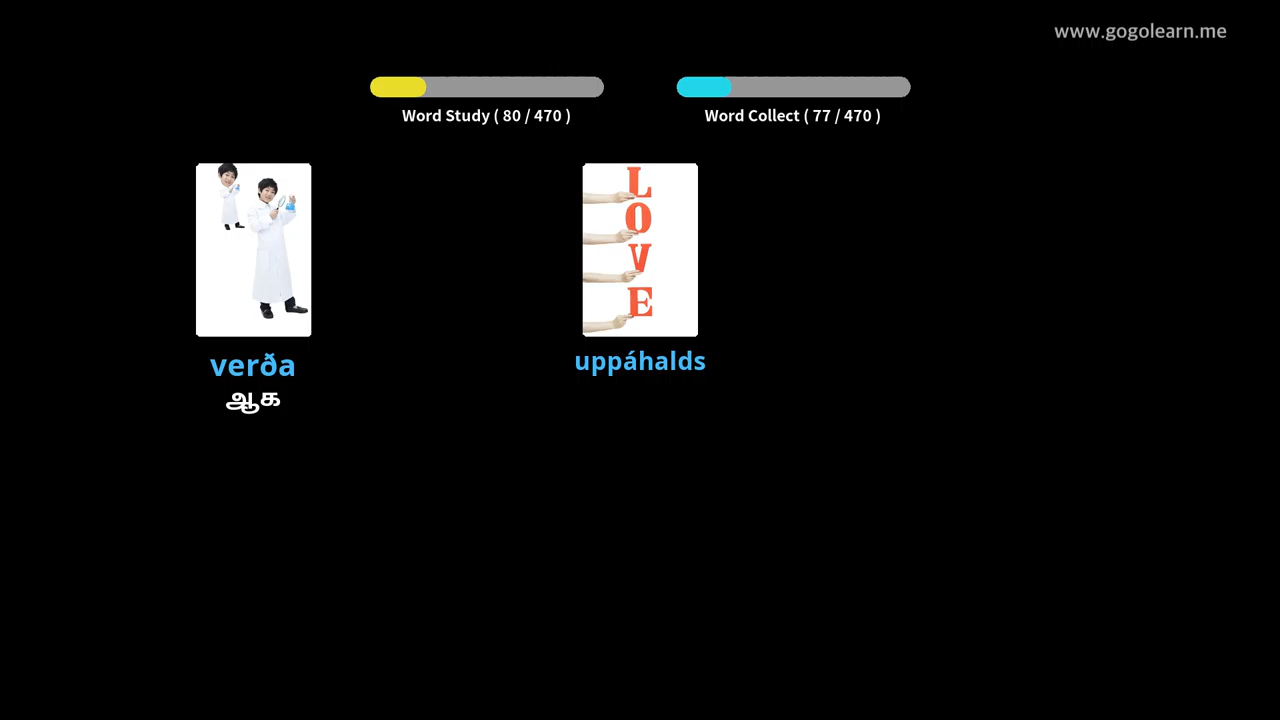 www.gogolearn.me
Word Study ( 80 / 470 )
Word Collect ( 77 / 470 )
L
O
V
E
verða
ஆக
uppáhalds